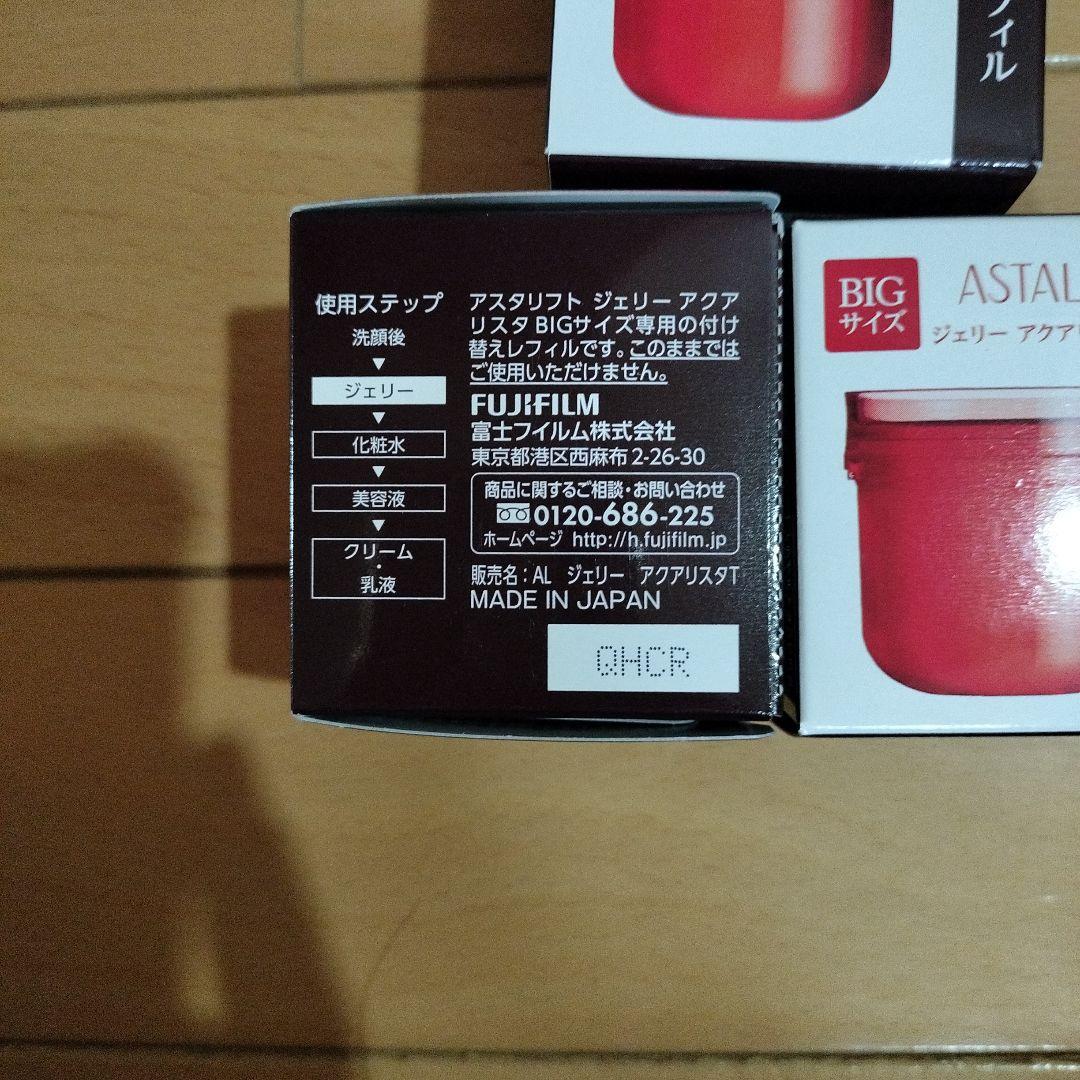 フィル
使用ステップ
洗顔後
ジェリー
化粧水
美容液
クリーム
・
乳液
アスタリフト ジェリー アクア
リスタ BIGサイズ専用の付け
替えレフィルです。このままでは
ご使用いただけません。
FUJIFILM
富士フイルム株式会社
東京都港区西麻布2-26-30
商品に関するご相談・お問い合わせ
0120-686-225
ホームページ http://h.fujifilm.jp
販売名：AL ジェリー アクアリスタT
MADE IN JAPAN
QHCR
BIG
サイズ
ASTAL
ジェリー アクア